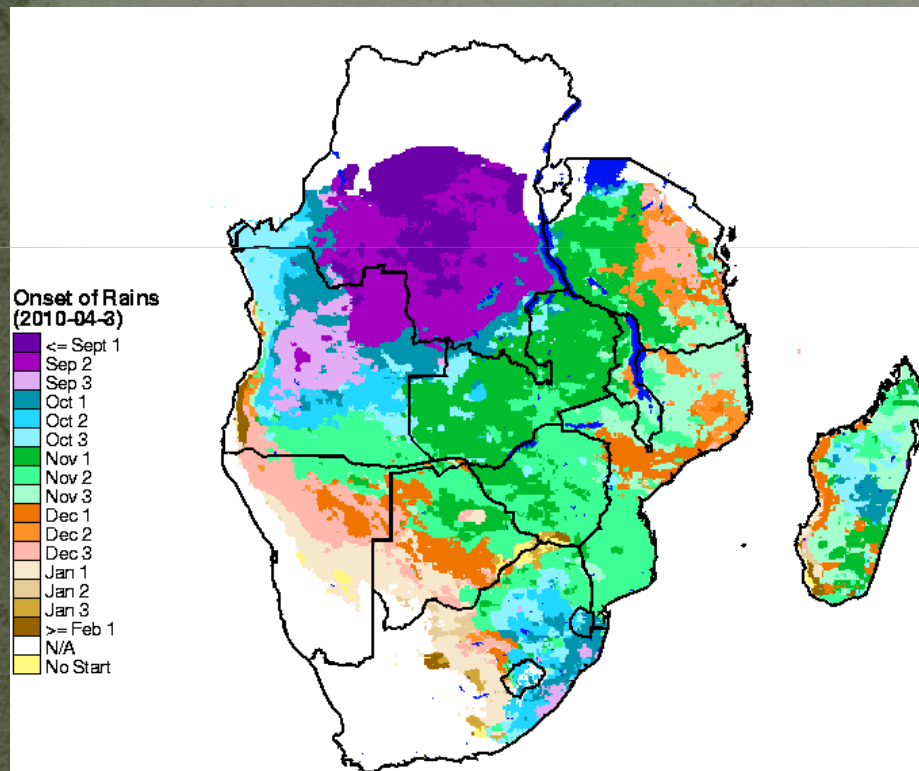 Onset of Rains
(2010-04-3)
<= Sept 1
Sep 2
Sep 3
Oct 1
Oct 2
Oct 3
Nov 1
Nov 2
Nov 3
Dec 1
Dec 2
Dec 3
Jan 1
Jan 2
Jan 3
>= Feb 1
N/A
No Start